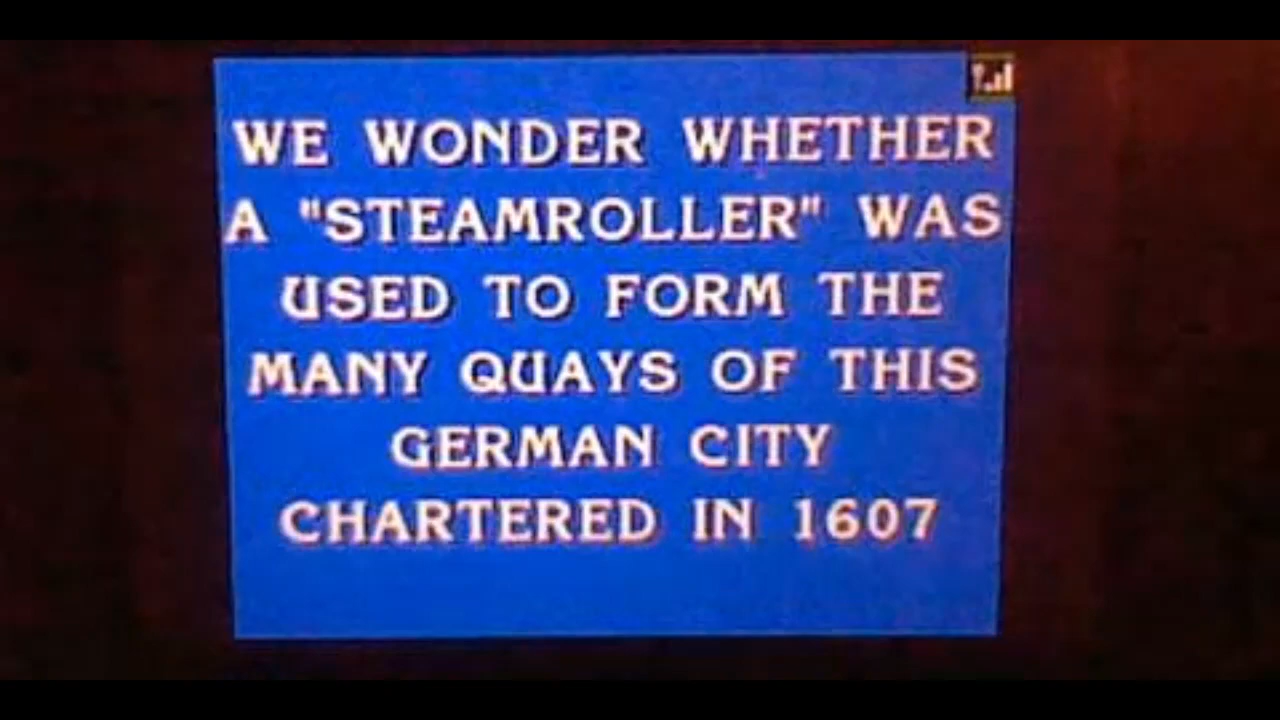 WE WONDER WHETHER
A "STEAMROLLER" WAS
USED TO FORM THE
MANY QUAYS OF THIS
GERMAN CITY
CHARTERED IN 1607